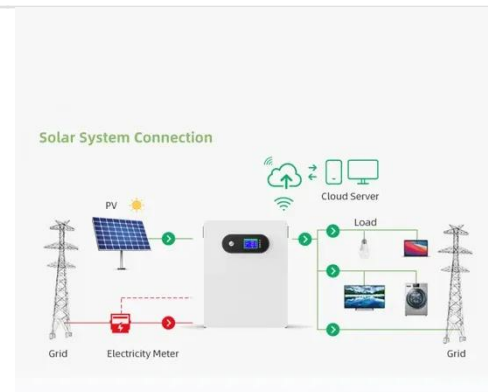 Solar System Connection
Cloud Server
PV
Load
Grid
Electricity Meter
Grid